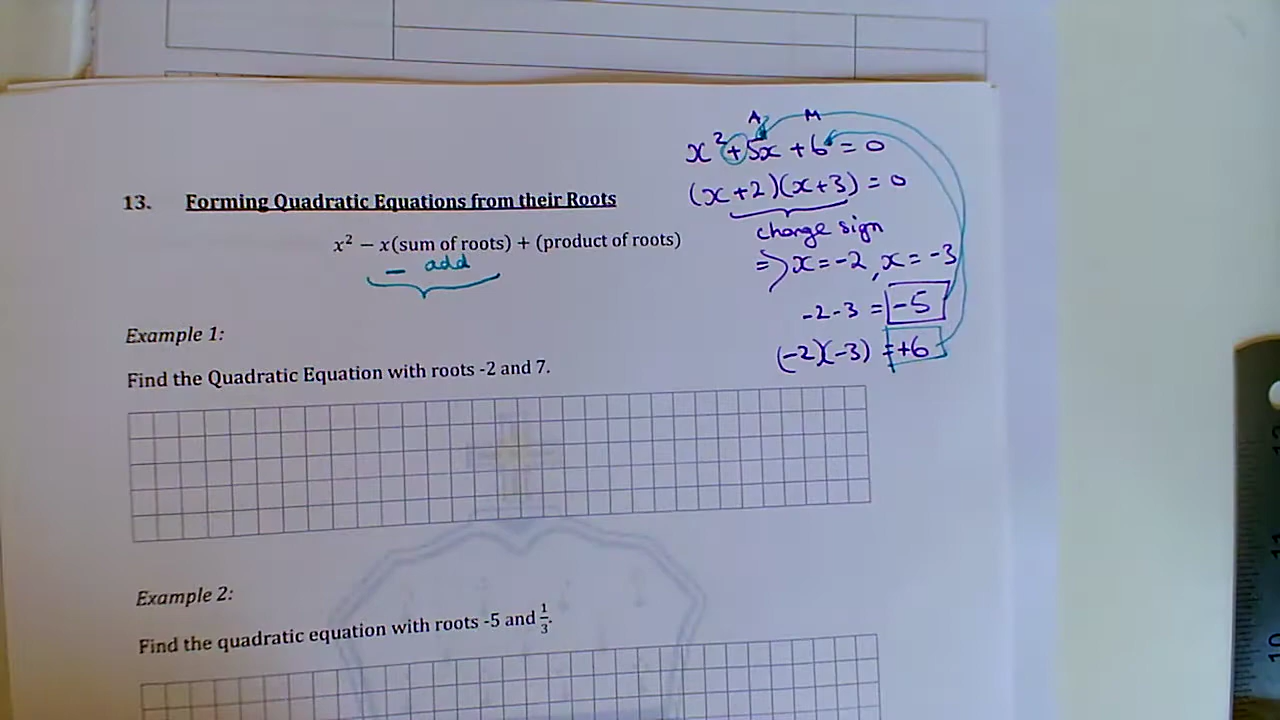 A M
x² + 5x + 6 = 0
(x + 2)(x + 3) = 0
change sign
⇒ x = -2, x = -3
-2 - 3 = -5
(-2)(-3) = +6
13. Forming Quadratic Equations from their Roots
x² − x(sum of roots) + (product of roots)
− add
Example 1:
Find the Quadratic Equation with roots -2 and 7.
Example 2:
Find the quadratic equation with roots -5 and 1/3.